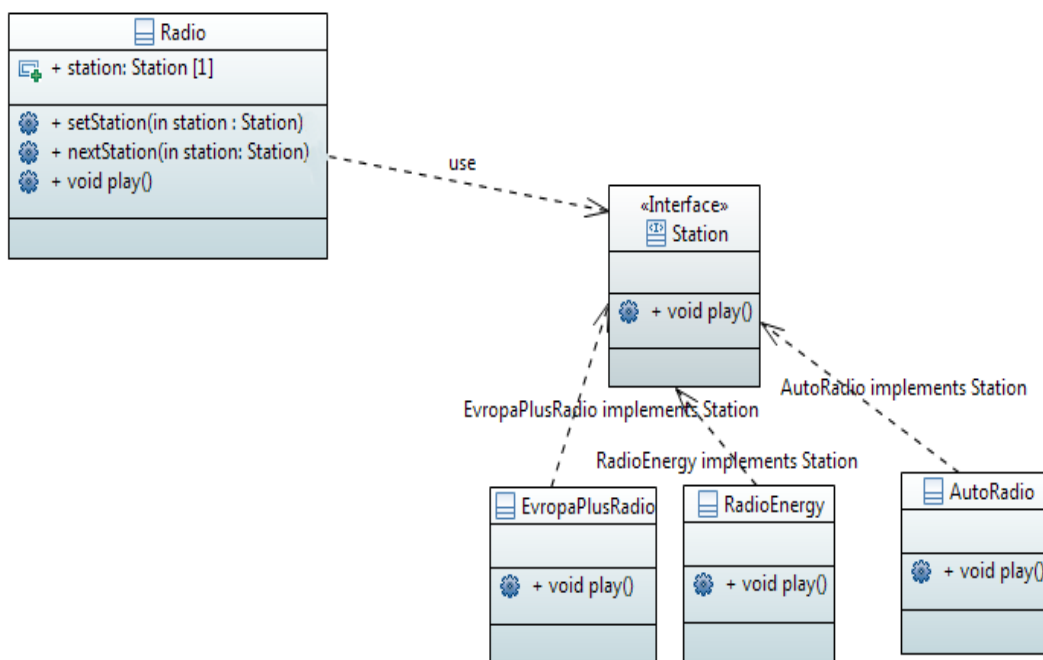 Radio
+ station: Station [1]
+ setStation(in station : Station)
+ nextStation(in station: Station)
+ void play()
use
«Interface»
Station
+ void play()
AutoRadio implements Station
EvropaPlusRadio implements Station
RadioEnergy implements Station
EvropaPlusRadio
+ void play()
RadioEnergy
+ void play()
AutoRadio
+ void play()